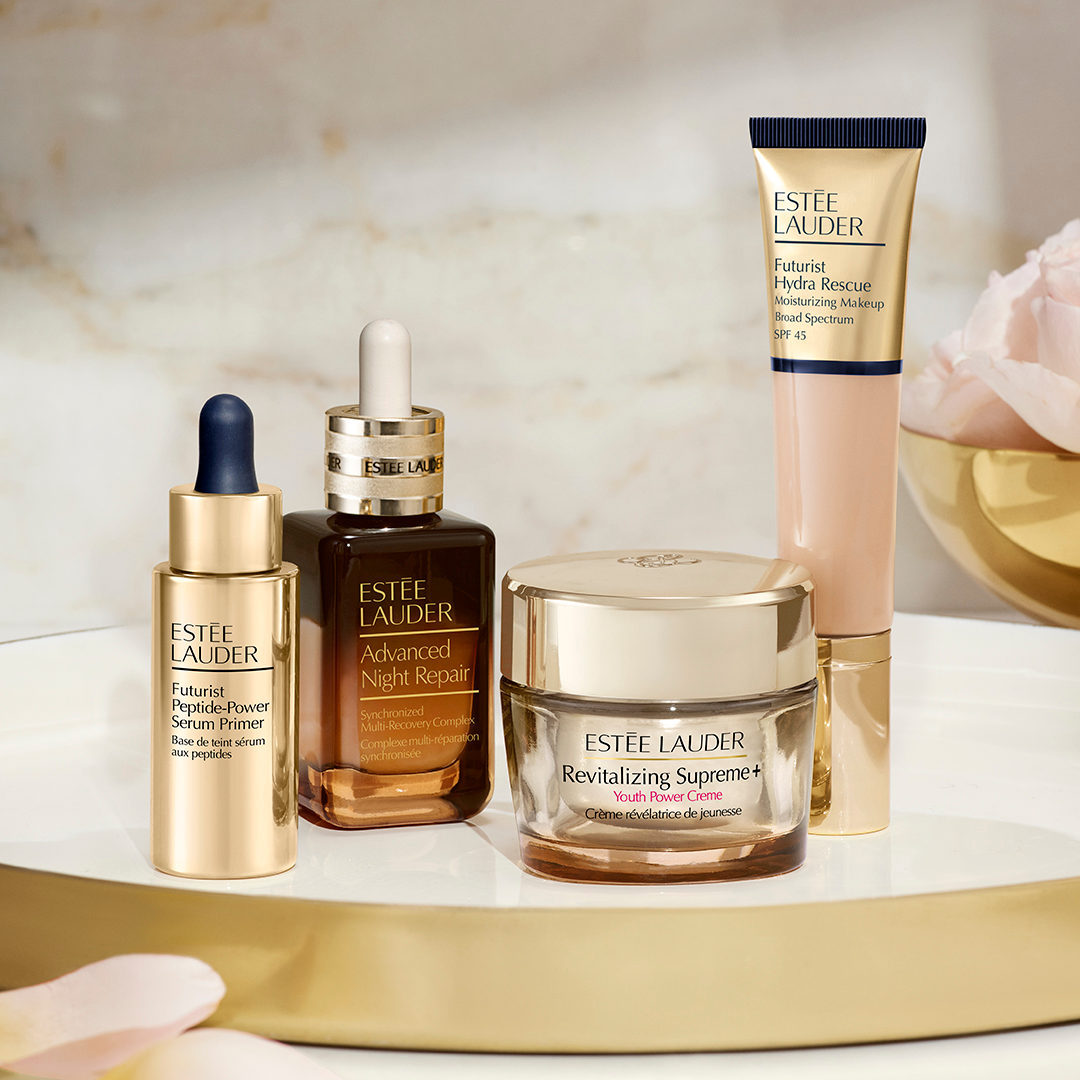 ESTĒE
LAUDER
Futurist
Peptide-Power
Serum Primer
Base de teint sérum
aux peptides
ESTĒE LAUDER
ESTĒE
LAUDER
Advanced
Night Repair
Synchronized
Multi-Recovery Complex
Complexe multi-réparation
synchronisée
ESTĒE LAUDER
Revitalizing Supreme+
Youth Power Creme
Crème révélatrice de jeunesse
ESTĒE
LAUDER
Futurist
Hydra Rescue
Moisturizing Makeup
Broad Spectrum
SPF 45